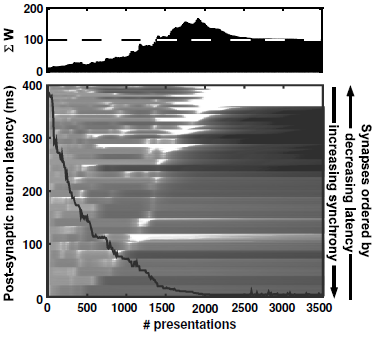 200
100
0
Σ W
400
300
200
100
0
Post-synaptic neuron latency (ms)
0 500 1000 1500 2000 2500 3000 3500
# presentations
Synapses ordered by
decreasing latency
increasing synchrony